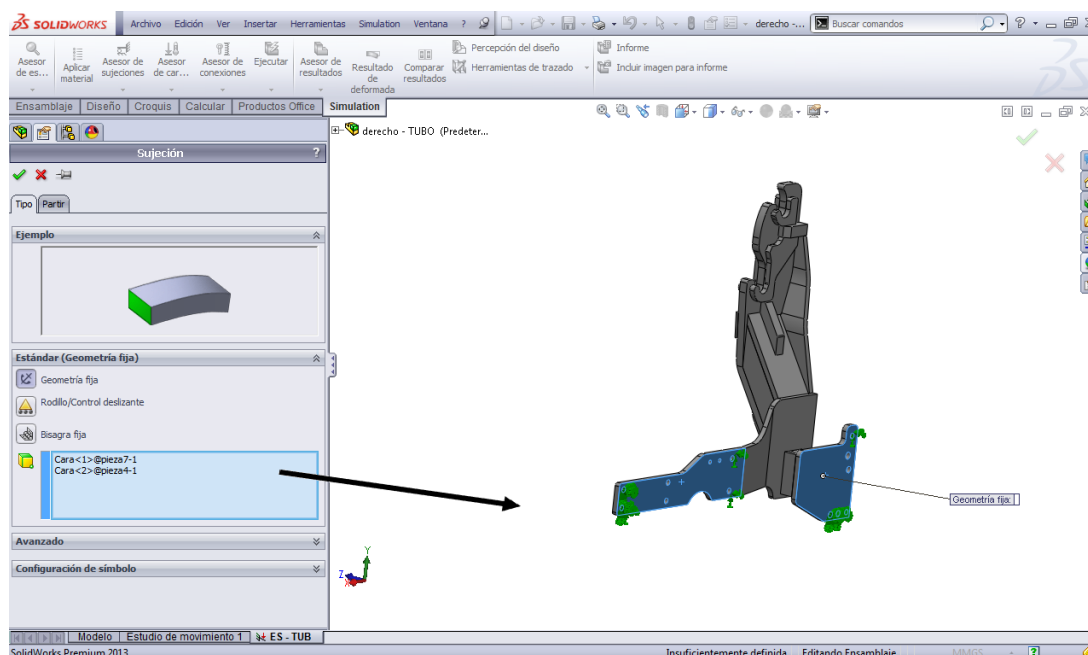 SOLIDWORKS Archivo Edición Ver Insertar Herramientas Simulation Ventana ? derecho -... Buscar comandos ?
Asesor de es...
Aplicar material
Asesor de sujeciones
Asesor de car...
Asesor de conexiones
Ejecutar
Asesor de resultados
Resultado de deformada
Comparar resultados
Percepción del diseño
Herramientas de trazado
Informe
Incluir imagen para informe
Ensamblaje Diseño Croquis Calcular Productos Office Simulation
derecho - TUBO (Predeter...
Sujeción ?
Tipo Partir
Ejemplo
Estándar (Geometría fija)
Geometría fija
Rodillo/Control deslizante
Bisagra fija
Cara<1>@pieza7-1
Cara<2>@pieza4-1
Geometría fija:
Avanzado
Configuración de símbolo
Y
Z
X
Modelo Estudio de movimiento 1 ES - TUB
SolidWorks Premium 2013 Insuficientemente definida Editando Ensamblaje MMGS ?